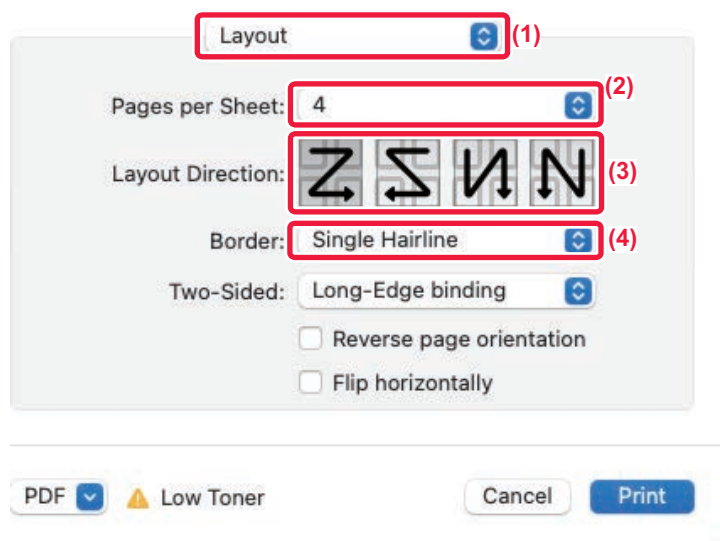 Layout (1)
Pages per Sheet: 4 (2)
Layout Direction: (3)
Border: Single Hairline (4)
Two-Sided: Long-Edge binding
Reverse page orientation
Flip horizontally
PDF Low Toner Cancel Print